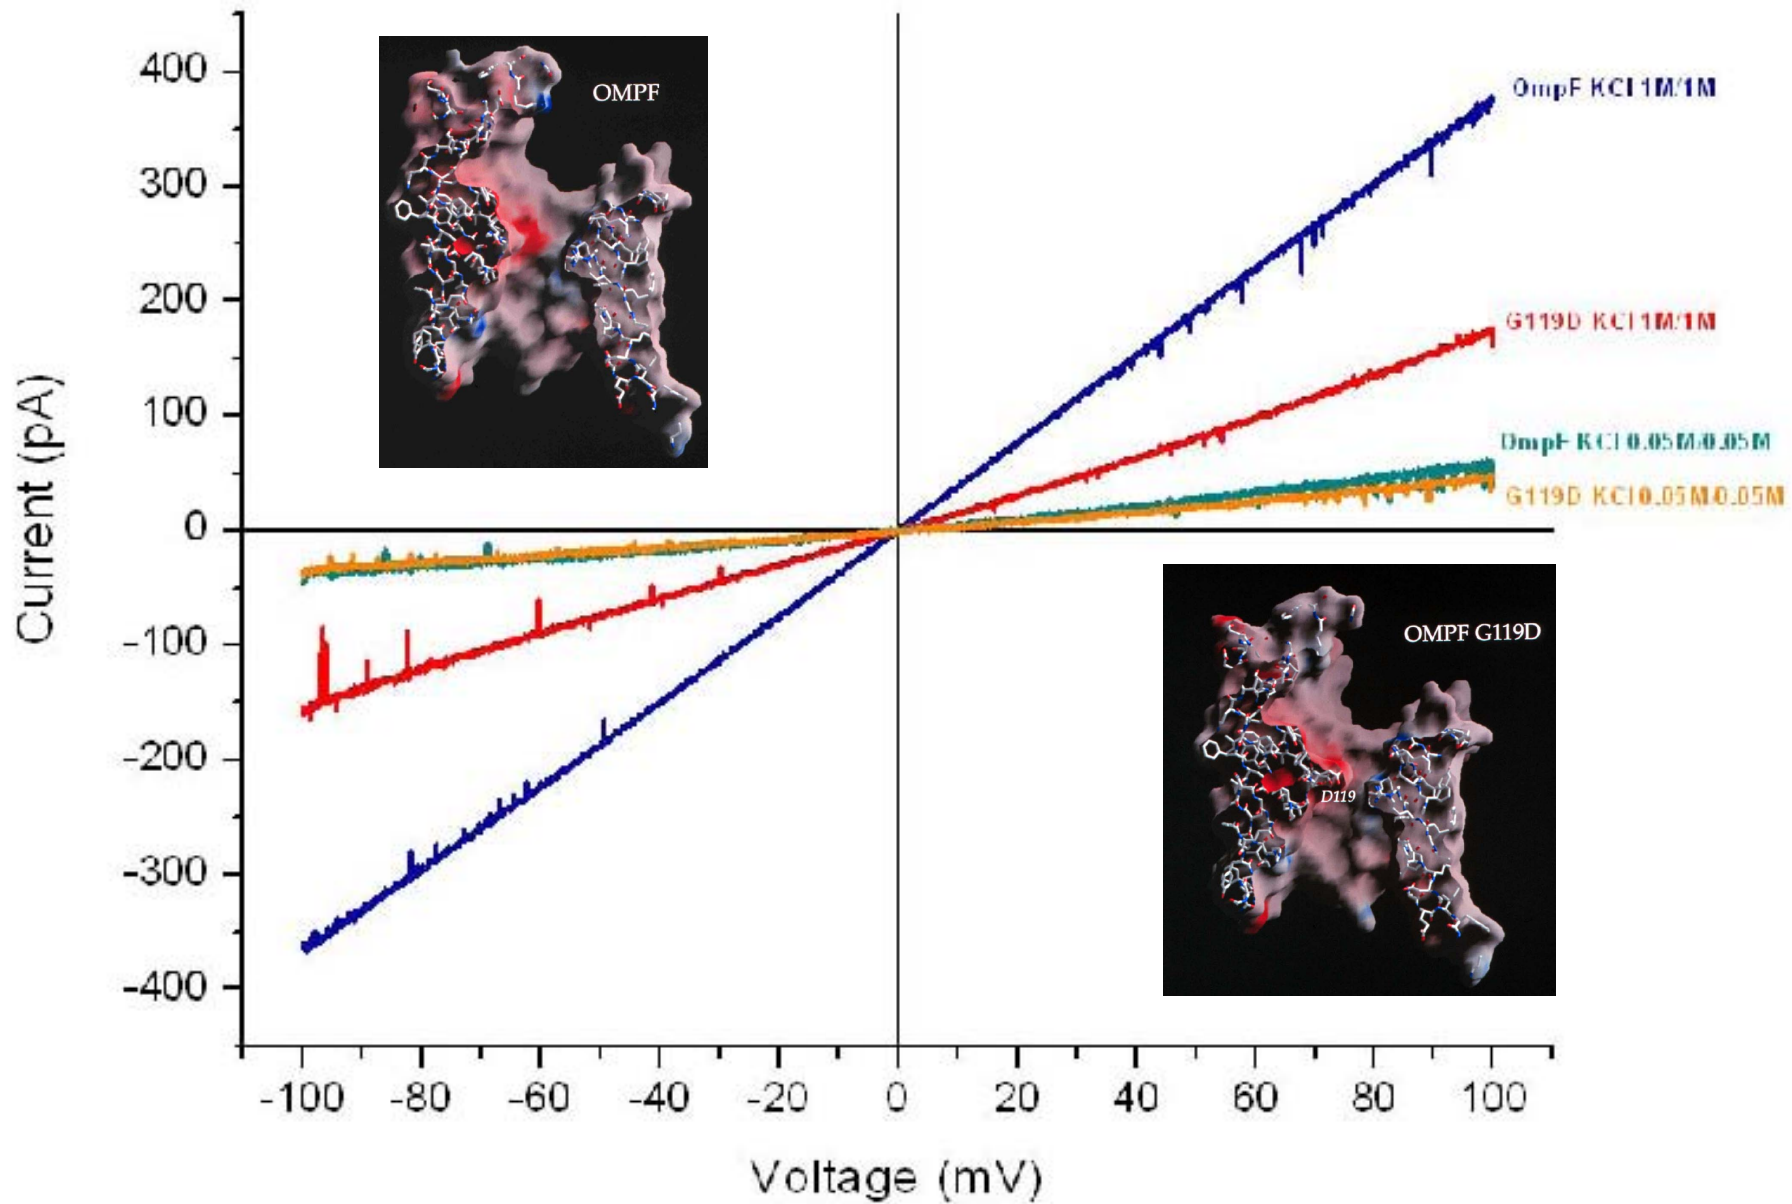 400
300
200
100
0
-100
-200
-300
-400
Current (pA)
-100 -80 -60 -40 -20 0 20 40 60 80 100
Voltage (mV)
OMPF
OmpF KCl 1M/1M
G119D KCl 1M/1M
OmpF KCl 0.05M/0.05M
G119D KCl 0.05M/0.05M
OMPF G119D
D119